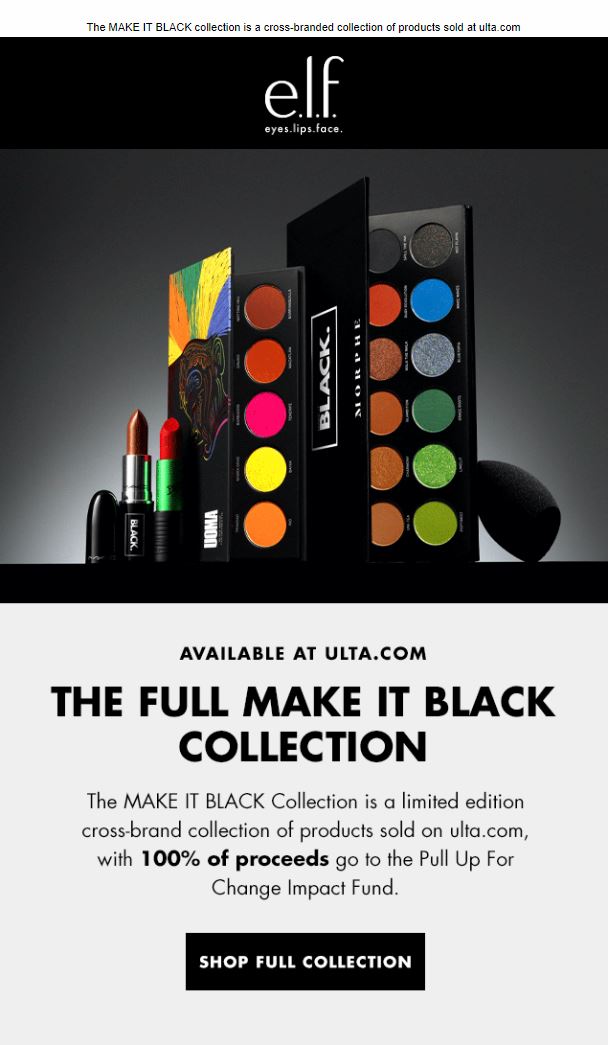 The MAKE IT BLACK collection is a cross-branded collection of products sold at ulta.com
e.l.f.
eyes.lips.face.
BLACK.
UOMA
BLACK.
MORPHE
AVAILABLE AT ULTA.COM
THE FULL MAKE IT BLACK
COLLECTION
The MAKE IT BLACK Collection is a limited edition
cross-brand collection of products sold on ulta.com,
with 100% of proceeds go to the Pull Up For
Change Impact Fund.
SHOP FULL COLLECTION